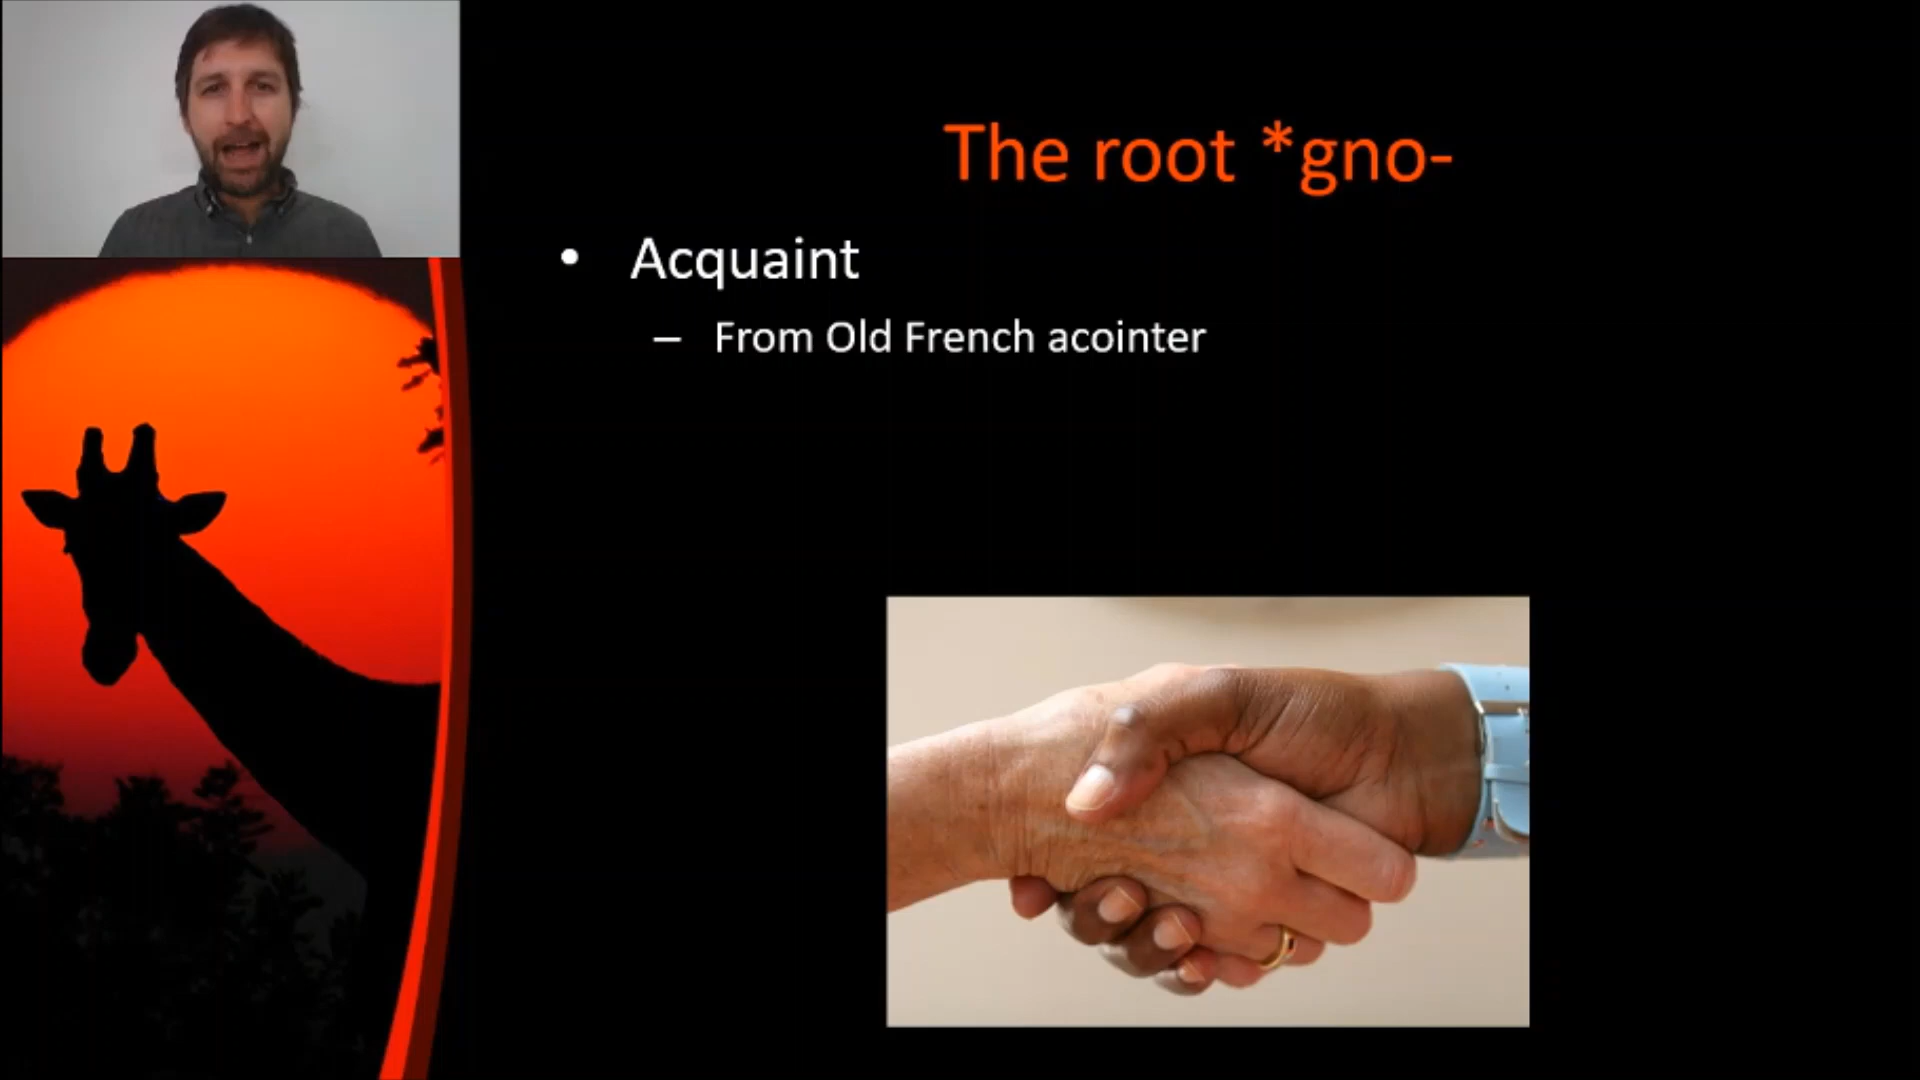 The root *gno-
• Acquaint
– From Old French acointer